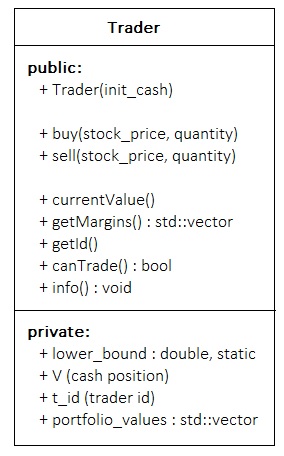 Trader
public:
+ Trader(init_cash)
+ buy(stock_price, quantity)
+ sell(stock_price, quantity)
+ currentValue()
+ getMargins() : std::vector
+ getId()
+ canTrade() : bool
+ info() : void
private:
+ lower_bound : double, static
+ V (cash position)
+ t_id (trader id)
+ portfolio_values : std::vector